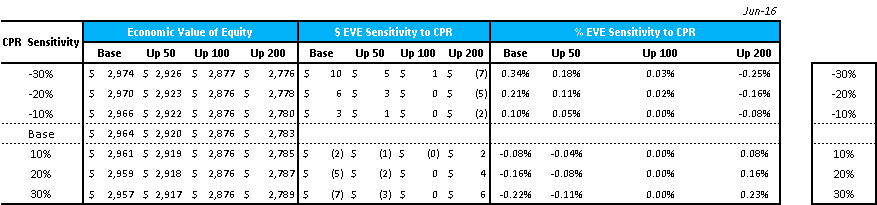 Jun-16
CPR Sensitivity Economic Value of Equity $ EVE Sensitivity to CPR % EVE Sensitivity to CPR
Base Up 50 Up 100 Up 200 Base Up 50 Up 100 Up 200 Base Up 50 Up 100 Up 200
-30% $ 2,974 $ 2,926 $ 2,877 $ 2,776 $ 10 $ 5 $ 1 $ (7) 0.34% 0.18% 0.03% -0.25% -30%
-20% $ 2,970 $ 2,923 $ 2,876 $ 2,778 $ 6 $ 3 $ 0 $ (5) 0.21% 0.11% 0.02% -0.16% -20%
-10% $ 2,966 $ 2,922 $ 2,876 $ 2,780 $ 3 $ 1 $ 0 $ (2) 0.10% 0.05% 0.00% -0.08% -10%
Base $ 2,964 $ 2,920 $ 2,876 $ 2,783
10% $ 2,961 $ 2,919 $ 2,876 $ 2,785 $ (2) $ (1) $ (0) $ 2 -0.08% -0.04% 0.00% 0.08% 10%
20% $ 2,959 $ 2,918 $ 2,876 $ 2,787 $ (5) $ (2) $ 0 $ 4 -0.16% -0.08% 0.00% 0.16% 20%
30% $ 2,957 $ 2,917 $ 2,876 $ 2,789 $ (7) $ (3) $ 0 $ 6 -0.22% -0.11% 0.00% 0.23% 30%